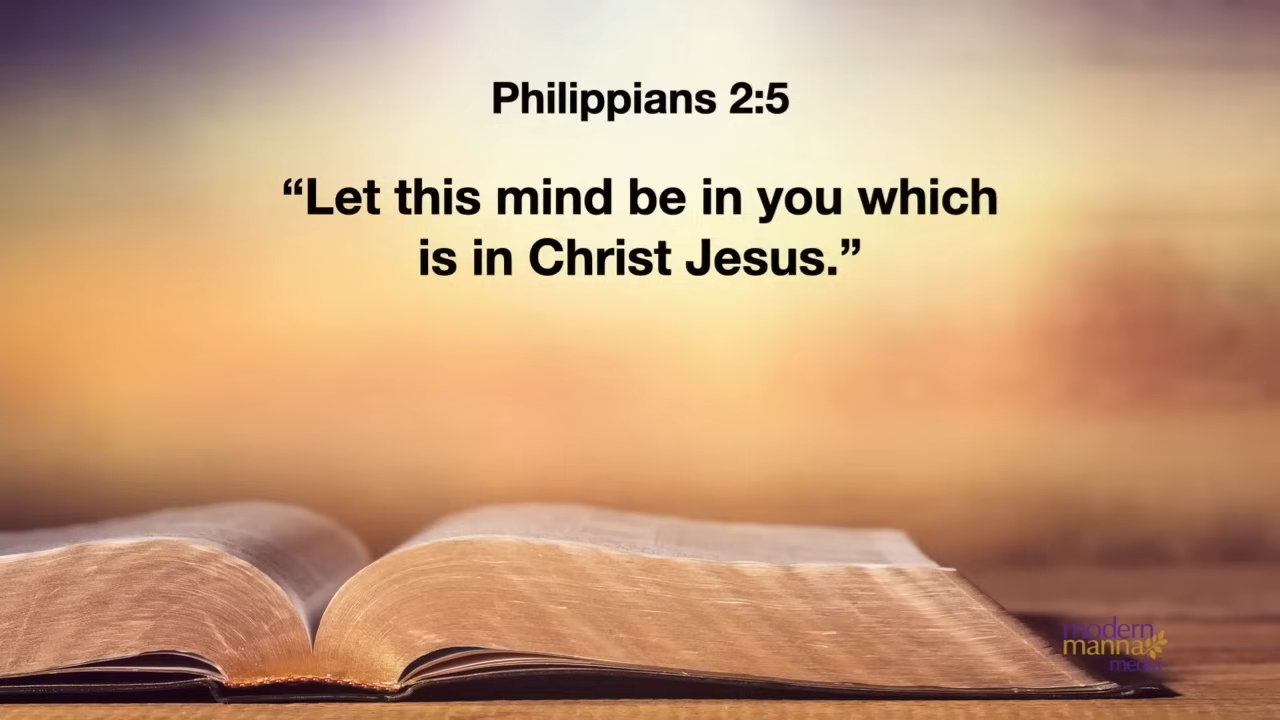 Philippians 2:5
“Let this mind be in you which
is in Christ Jesus.”
modern
manna
media